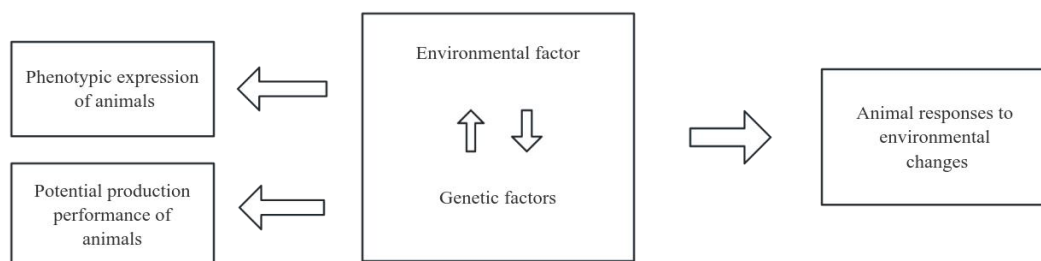 Phenotypic expression
of animals
Potential production
performance of
animals
Environmental factor
Genetic factors
Animal responses to
environmental
changes